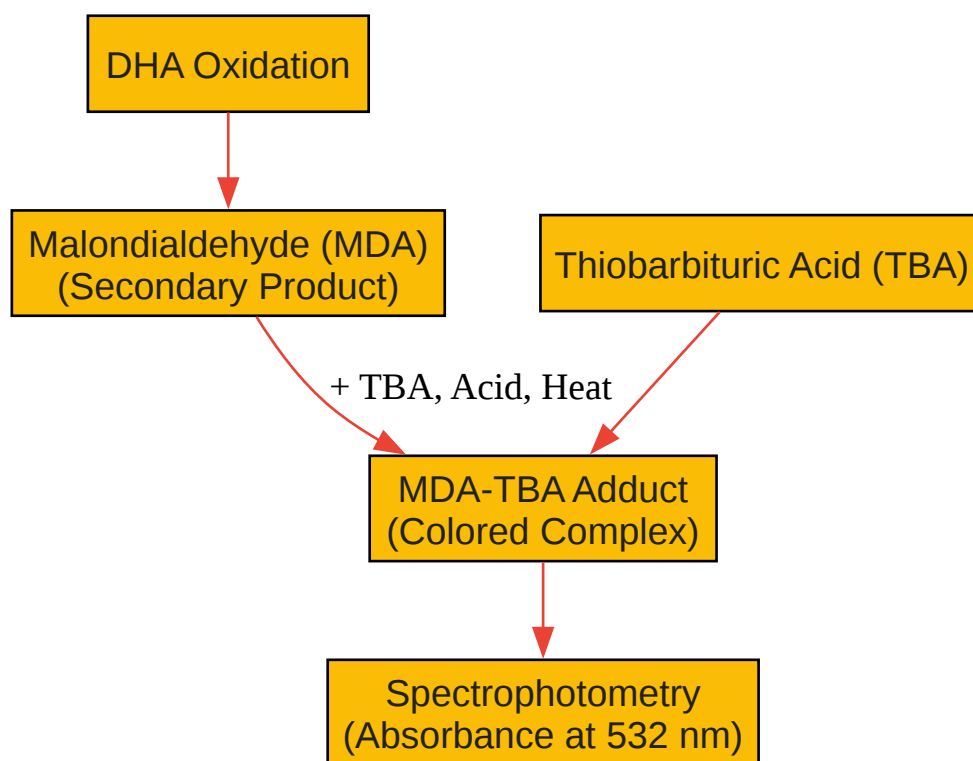 DHA Oxidation
Malondialdehyde (MDA)
(Secondary Product)
Thiobarbituric Acid (TBA)
+ TBA, Acid, Heat
MDA-TBA Adduct
(Colored Complex)
Spectrophotometry
(Absorbance at 532 nm)